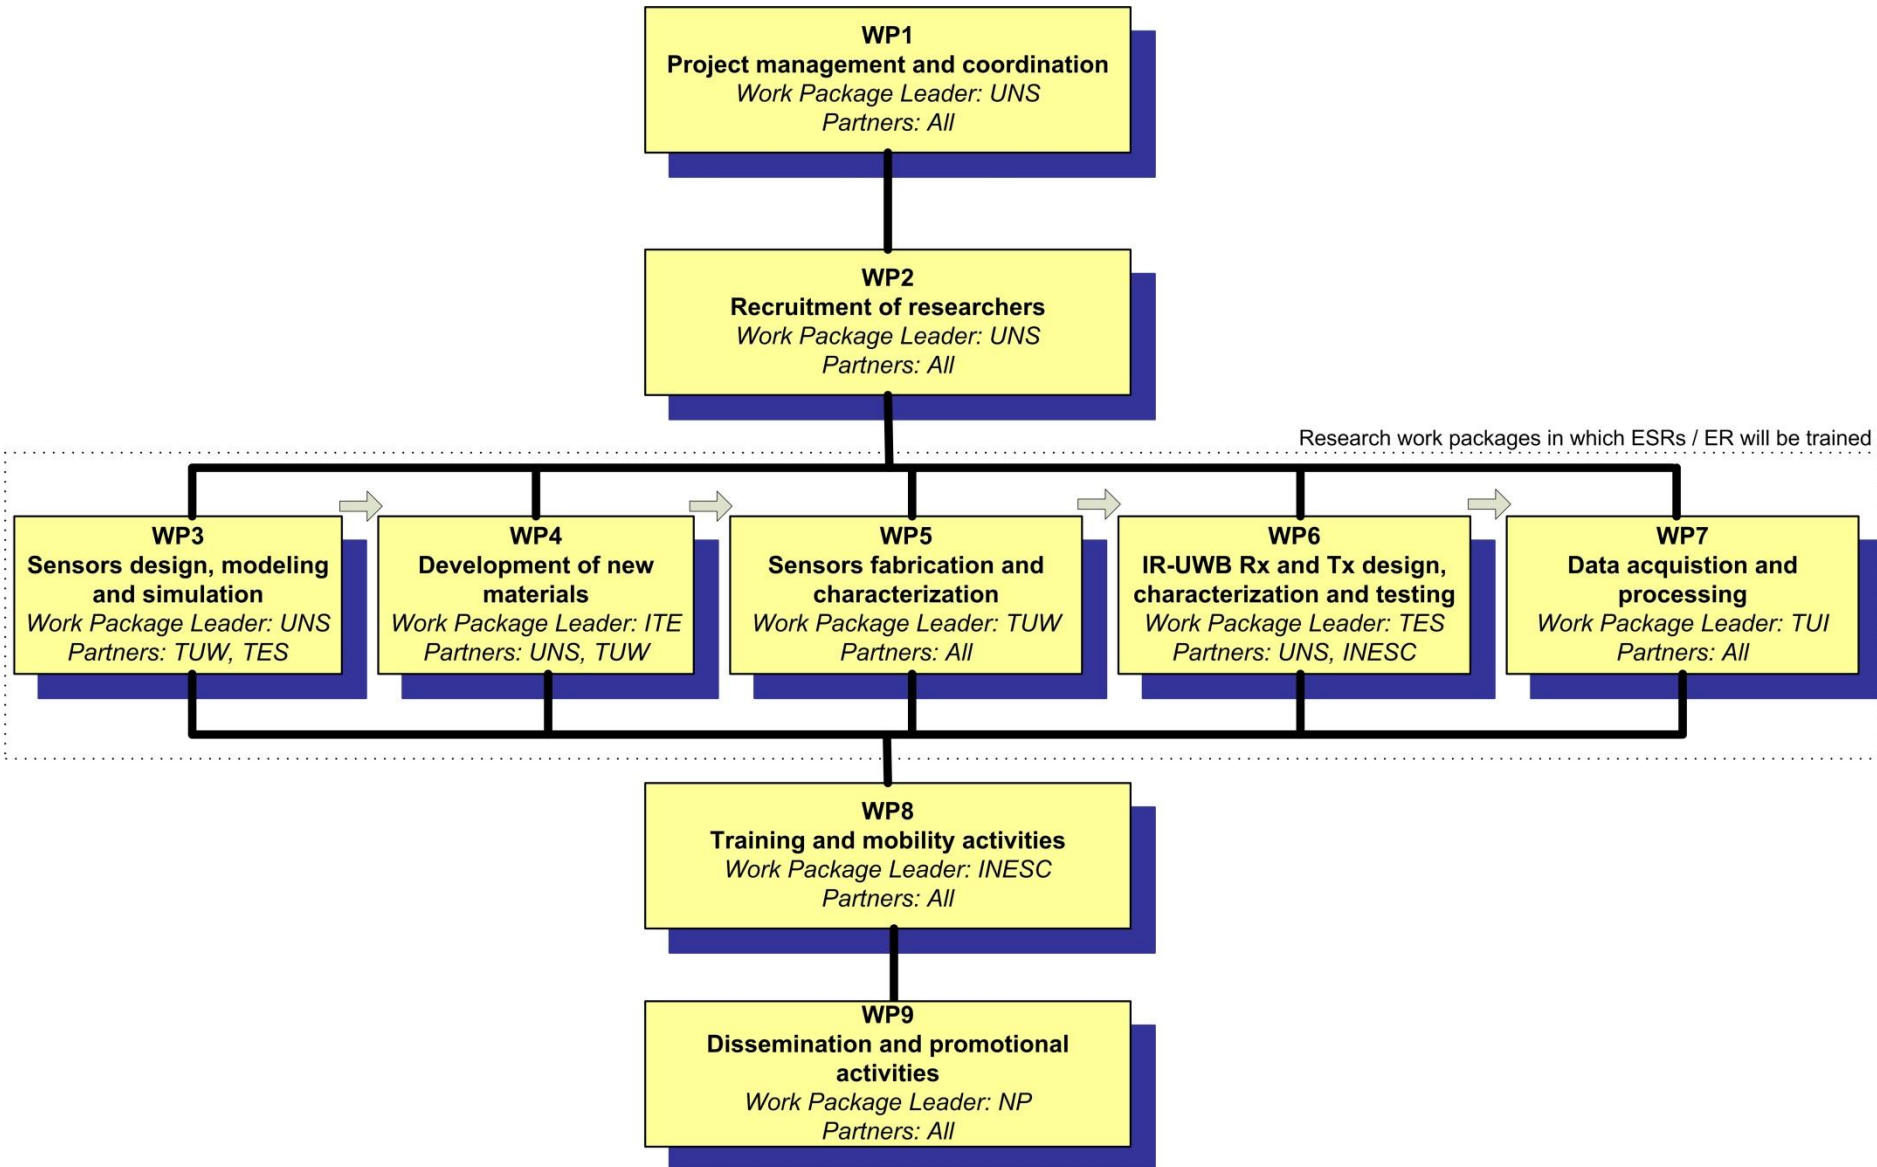 WP1
Project management and coordination
Work Package Leader: UNS
Partners: All
WP2
Recruitment of researchers
Work Package Leader: UNS
Partners: All
Research work packages in which ESRs / ER will be trained
WP3
Sensors design, modeling
and simulation
Work Package Leader: UNS
Partners: TUW, TES
WP4
Development of new
materials
Work Package Leader: ITE
Partners: UNS, TUW
WP5
Sensors fabrication and
characterization
Work Package Leader: TUW
Partners: All
WP6
IR-UWB Rx and Tx design,
characterization and testing
Work Package Leader: TES
Partners: UNS, INESC
WP7
Data acquistion and
processing
Work Package Leader: TUI
Partners: All
WP8
Training and mobility activities
Work Package Leader: INESC
Partners: All
WP9
Dissemination and promotional
activities
Work Package Leader: NP
Partners: All